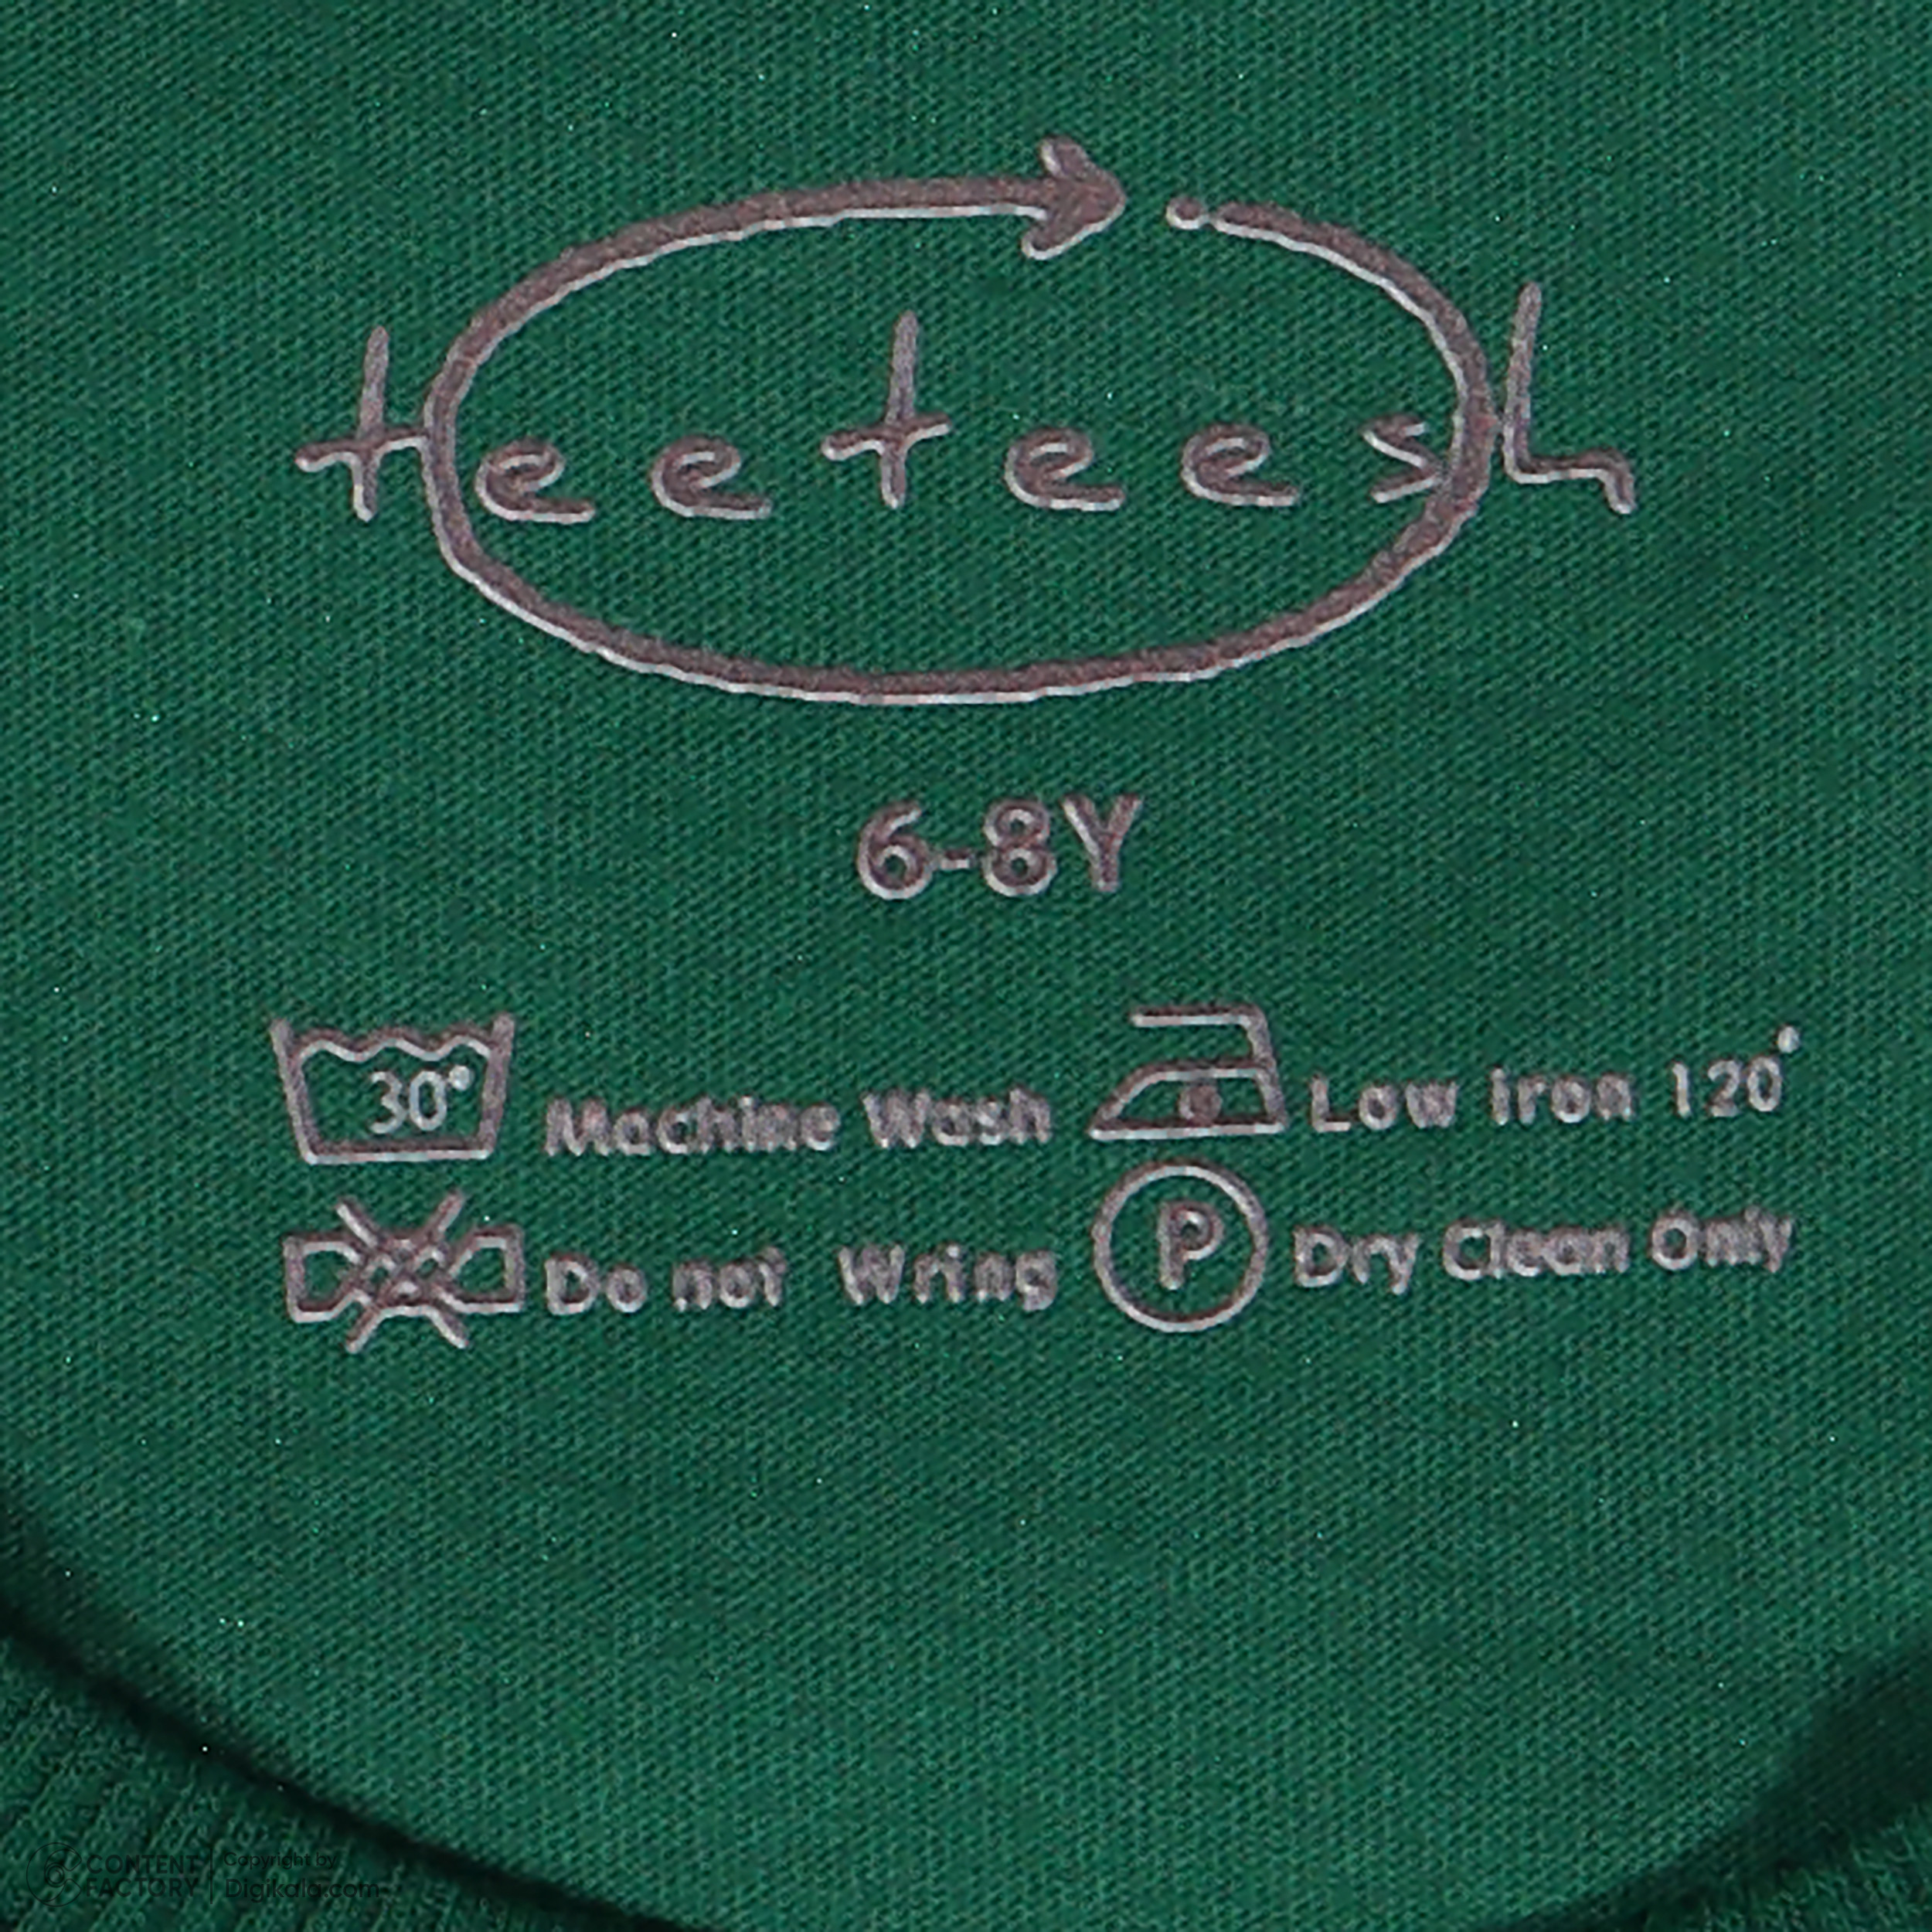 teeteesh
6-8Y
30° Machine Wash
Low iron 120°
Do not Wring
P Dry Clean Only
CONTENT FACTORY
Copyright by
Digikala.com